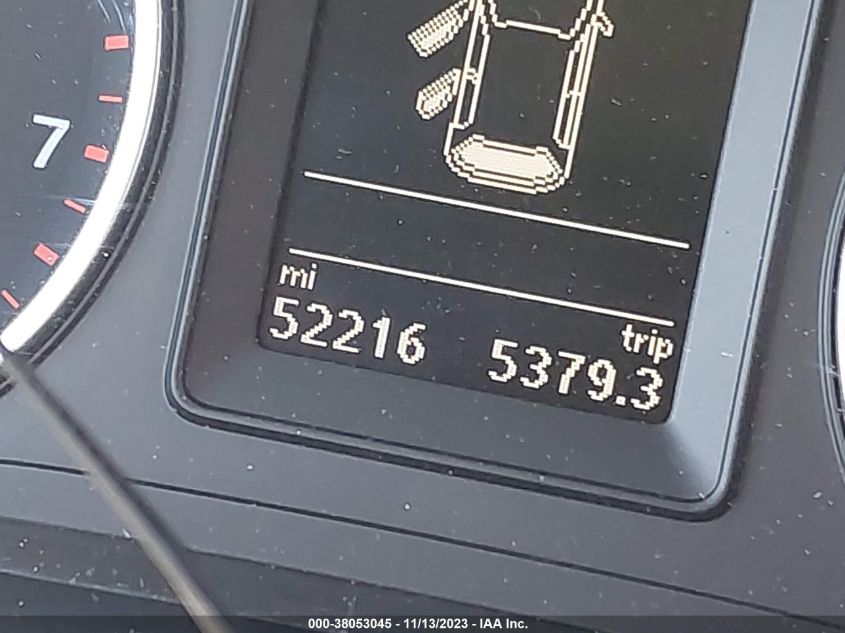 7
mi
trip
52216 5379.3
000-38053045 - 11/13/2023 - IAA Inc.